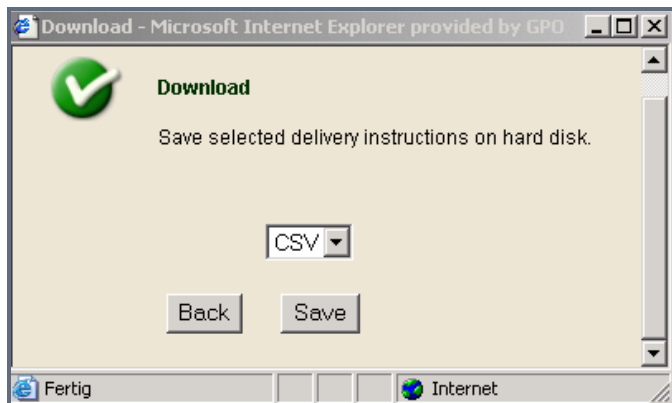 Download - Microsoft Internet Explorer provided by GPO
Download
Save selected delivery instructions on hard disk.
CSV
Back Save
Fertig Internet